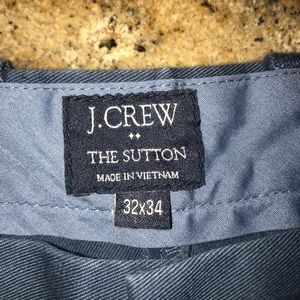 J.CREW
THE SUTTON
MADE IN VIETNAM
32x34